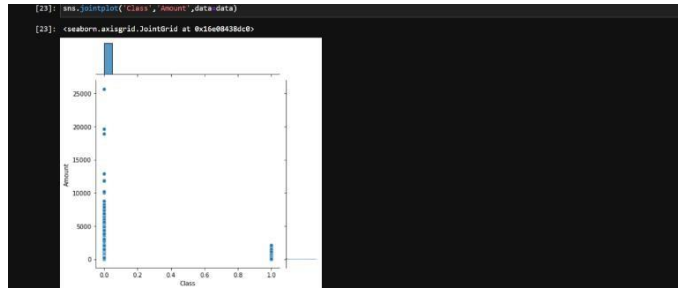 [23]: sns.jointplot('Class','Amount',data=data)
[23]: <seaborn.axisgrid.JointGrid at 0x16e08438dc0>
25000
20000
15000
10000
5000
0
Amount
0.0 0.2 0.4 0.6 0.8 1.0
Class